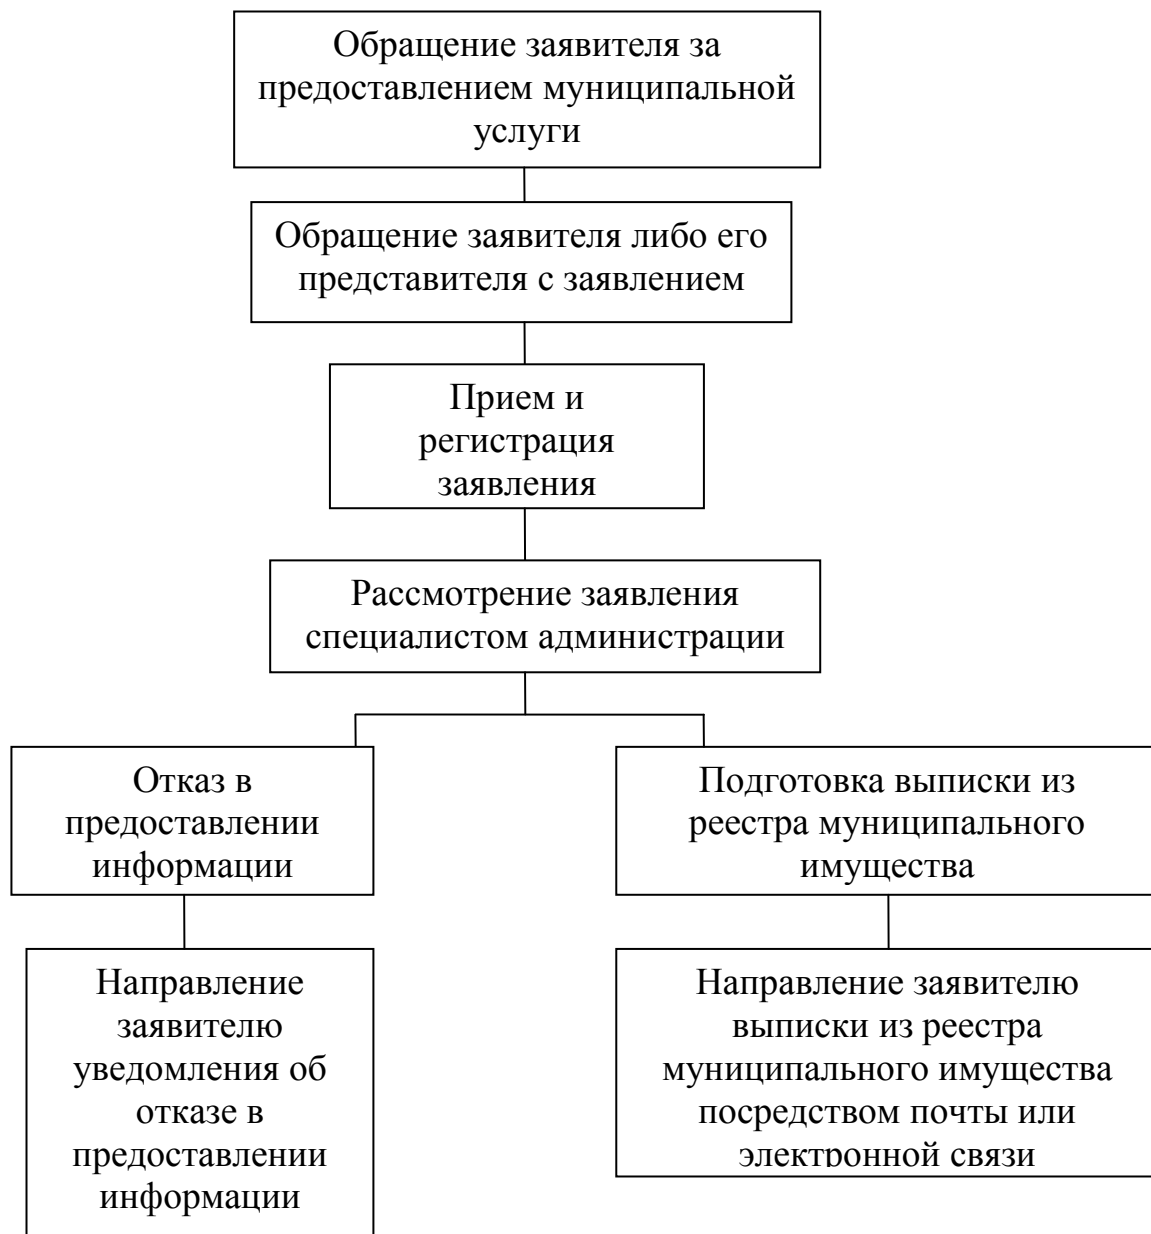 Обращение заявителя за
предоставлением муниципальной
услуги
Обращение заявителя либо его
представителя с заявлением
Прием и
регистрация
заявления
Рассмотрение заявления
специалистом администрации
Отказ в
предоставлении
информации
Подготовка выписки из
реестра муниципального
имущества
Направление
заявителю
уведомления об
отказе в
предоставлении
информации
Направление заявителю
выписки из реестра
муниципального имущества
посредством почты или
электронной связи